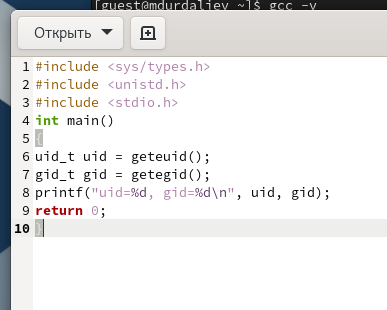 [guest@mdurdaliev ~]$ gcc -v
Открыть
1 #include <sys/types.h>
2 #include <unistd.h>
3 #include <stdio.h>
4 int main()
5 {
6 uid_t uid = geteuid();
7 gid_t gid = getegid();
8 printf("uid=%d, gid=%d\n", uid, gid);
9 return 0;
10 }